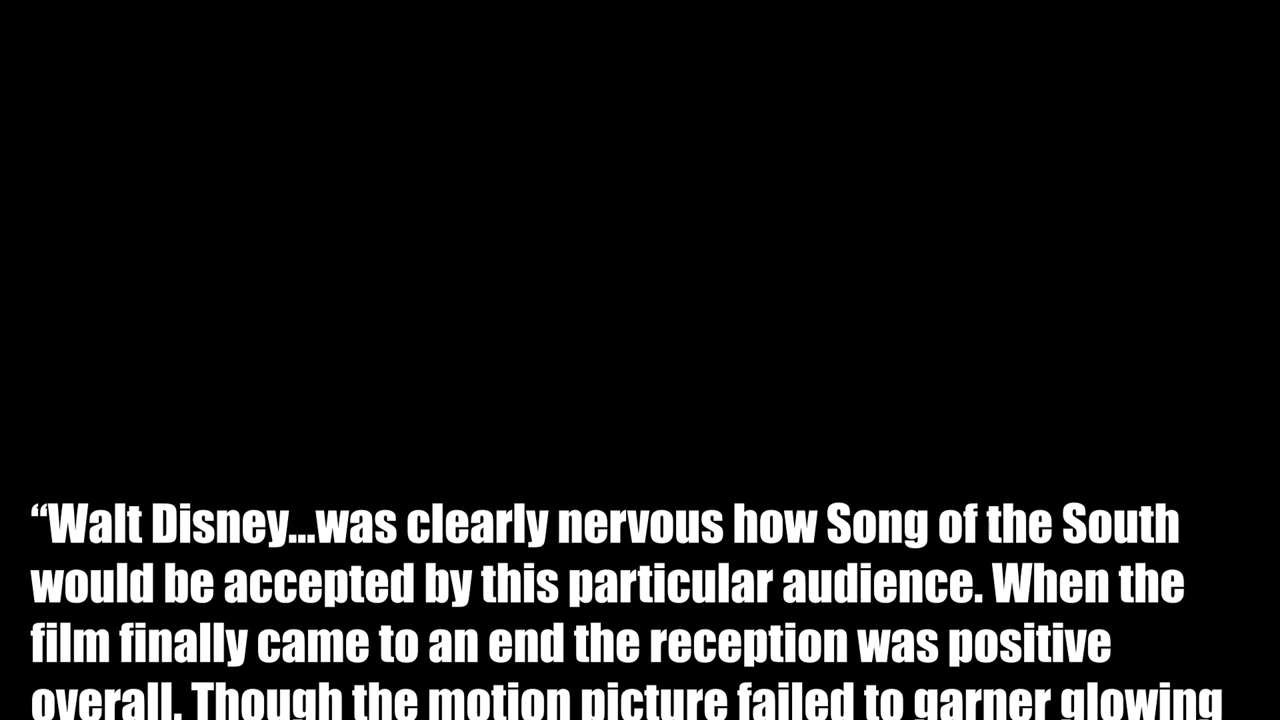 “Walt Disney...was clearly nervous how Song of the South
would be accepted by this particular audience. When the
film finally came to an end the reception was positive
overall. Though the motion picture failed to garner glowing